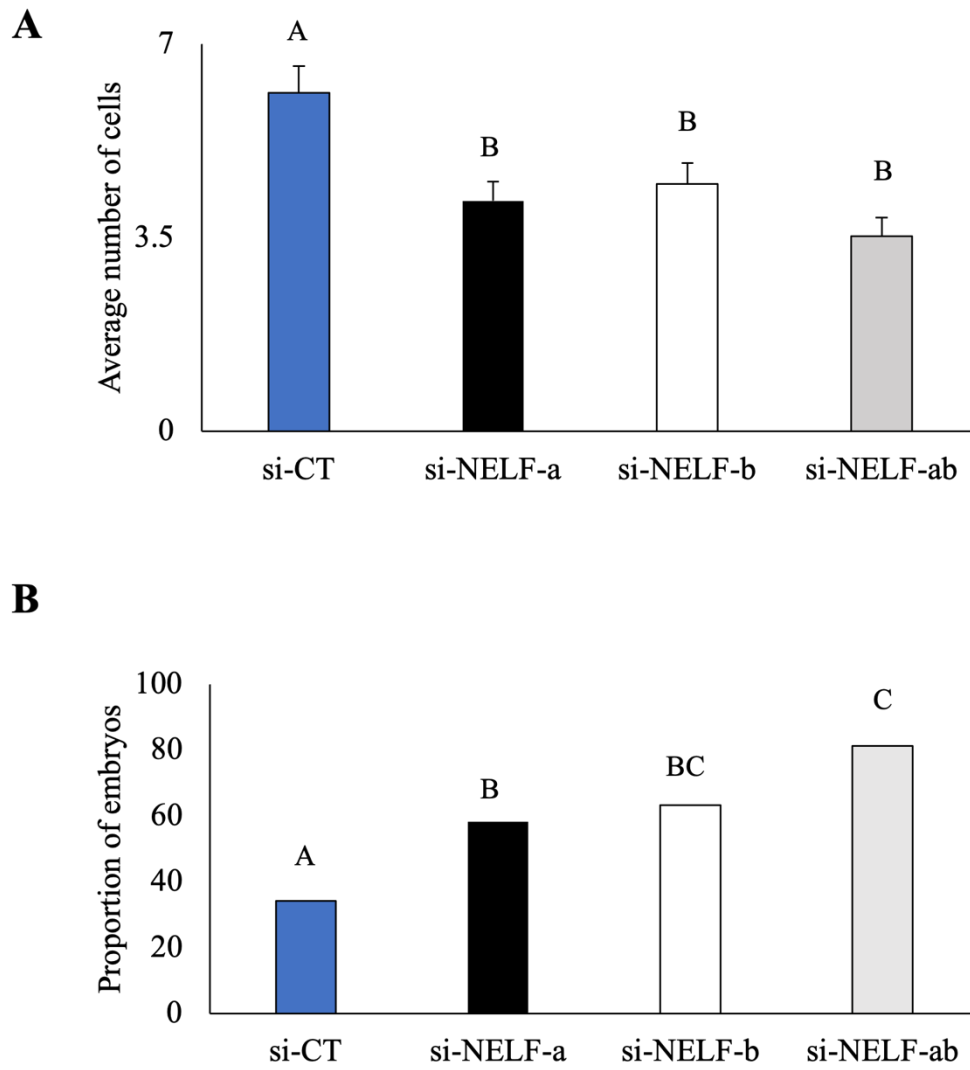 A
Average number of cells
7
3.5
0
A
B
B
B
si-CT si-NELF-a si-NELF-b si-NELF-ab
B
Proportion of embryos
100
80
60
40
20
0
A
B
BC
C
si-CT si-NELF-a si-NELF-b si-NELF-ab